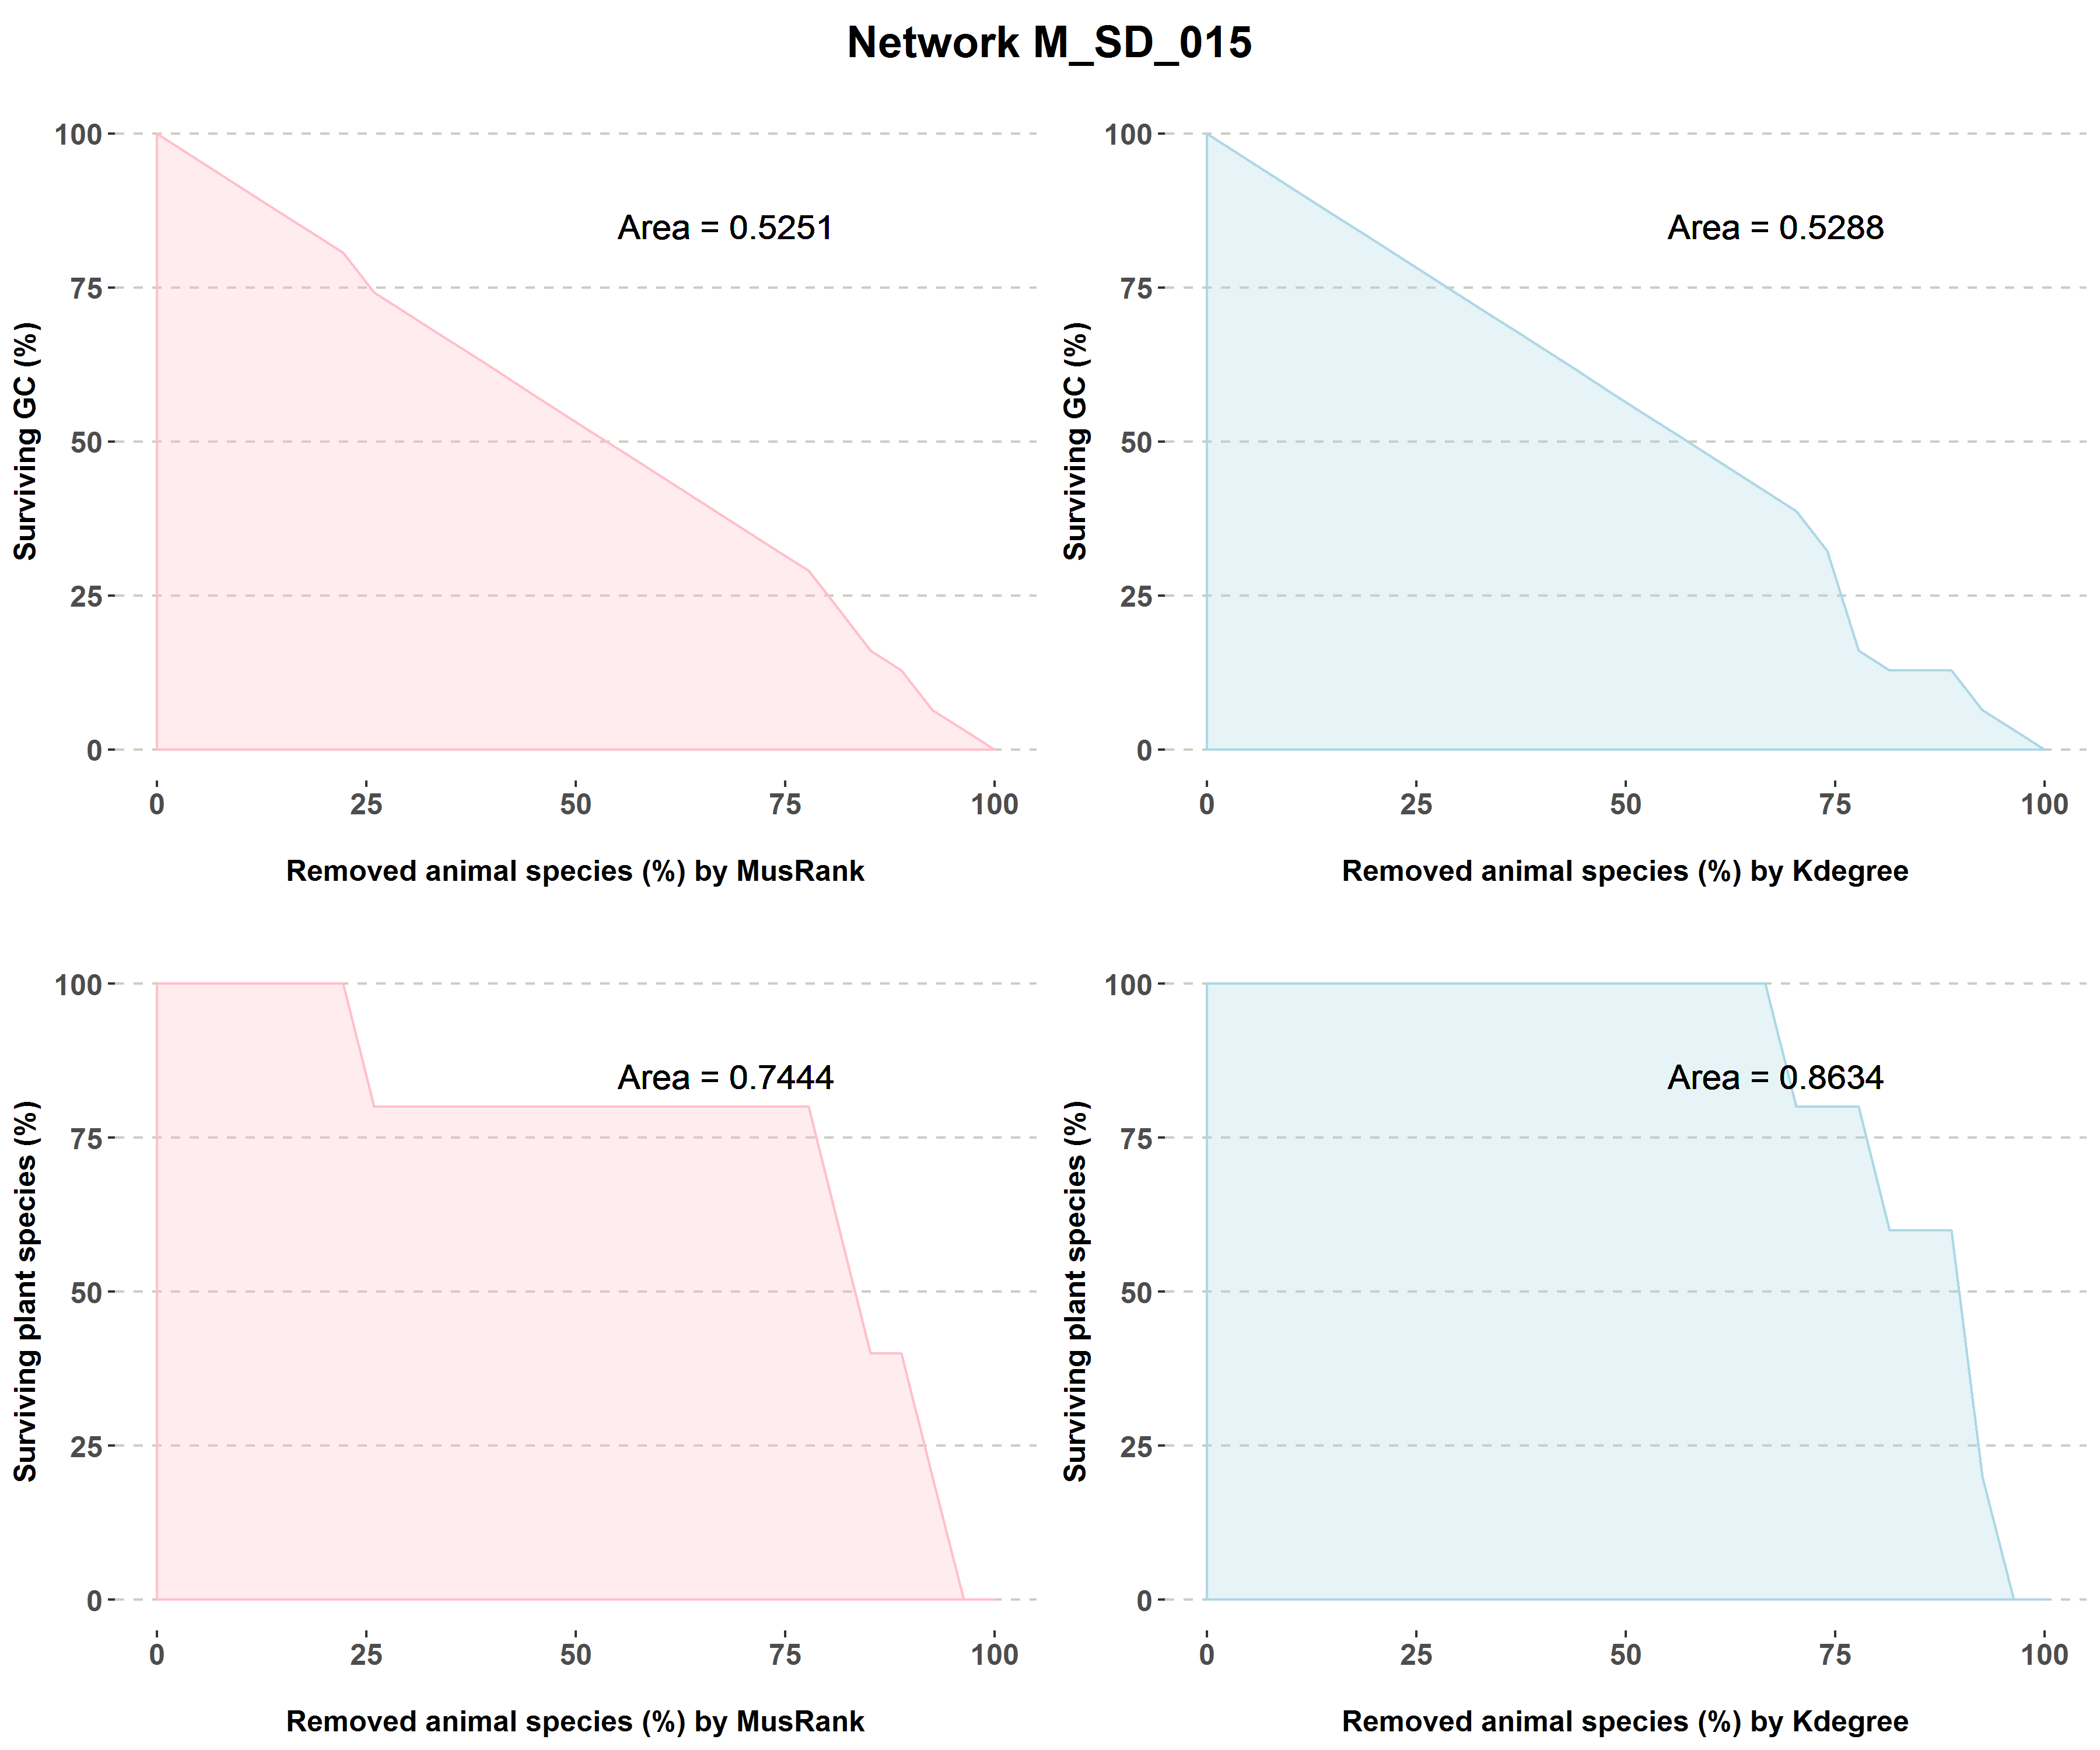 Network M_SD_015
Surviving GC (%)
100
75
50
25
0
Area = 0.5251
0 25 50 75 100
Removed animal species (%) by MusRank
Surviving GC (%)
100
75
50
25
0
Area = 0.5288
0 25 50 75 100
Removed animal species (%) by Kdegree
Surviving plant species (%)
100
75
50
25
0
Area = 0.7444
0 25 50 75 100
Removed animal species (%) by MusRank
Surviving plant species (%)
100
75
50
25
0
Area = 0.8634
0 25 50 75 100
Removed animal species (%) by Kdegree